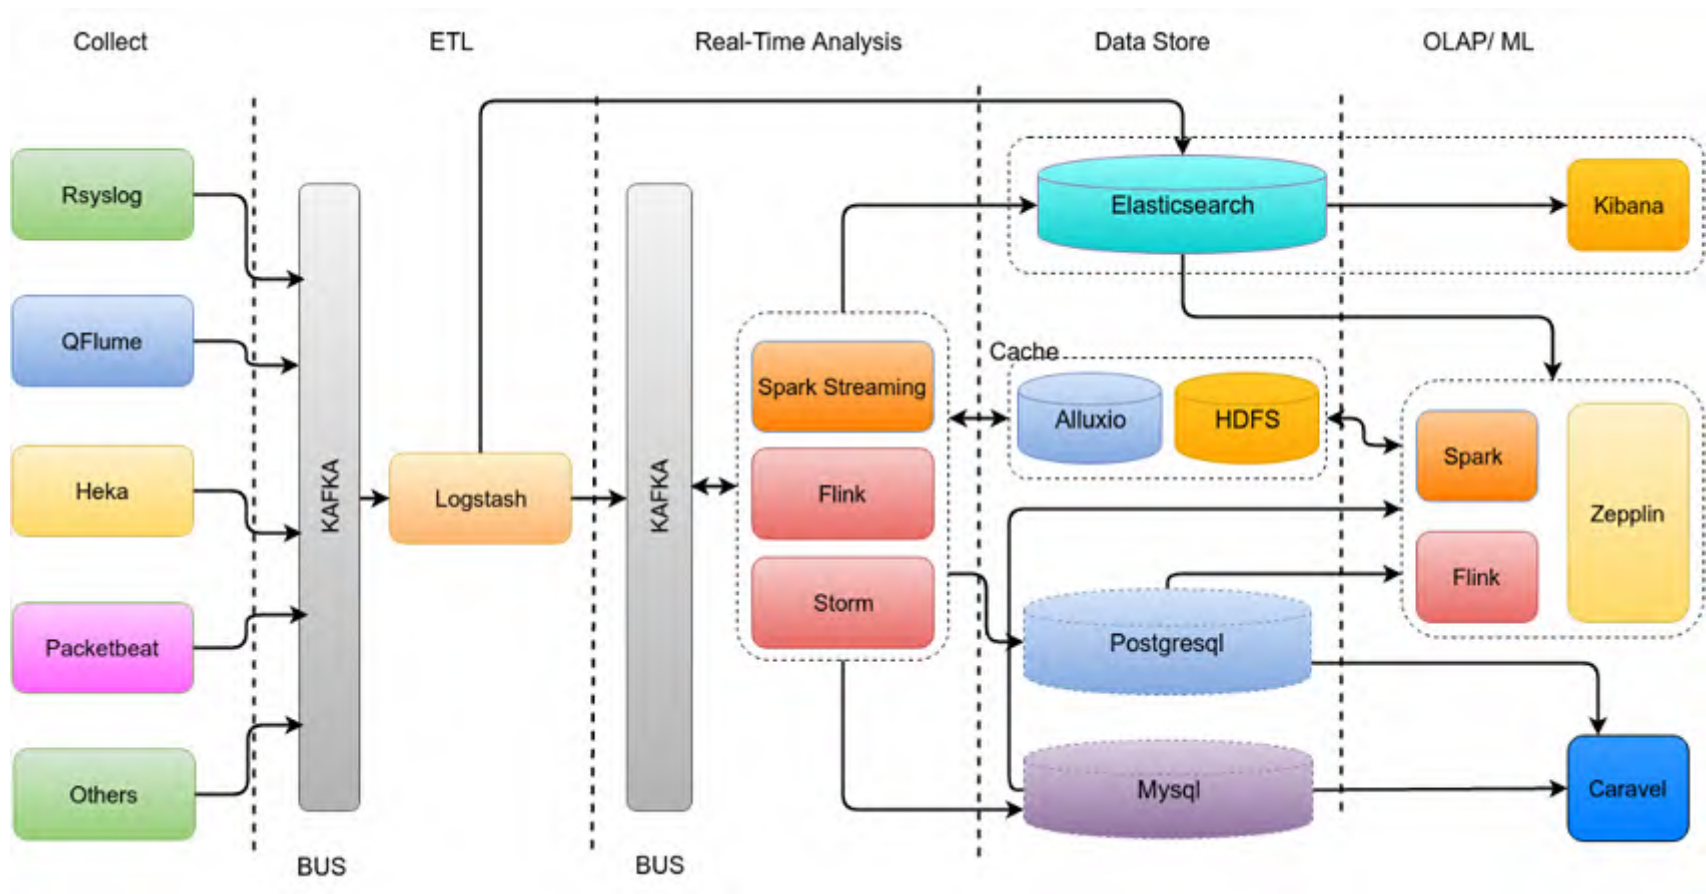 Collect
ETL
Real-Time Analysis
Data Store
OLAP/ ML
Rsyslog
QFlume
Heka
Packetbeat
Others
KAFKA
BUS
Logstash
KAFKA
BUS
Spark Streaming
Flink
Storm
Elasticsearch
Cache
Alluxio
HDFS
Postgresql
Mysql
Kibana
Spark
Flink
Zepplin
Caravel